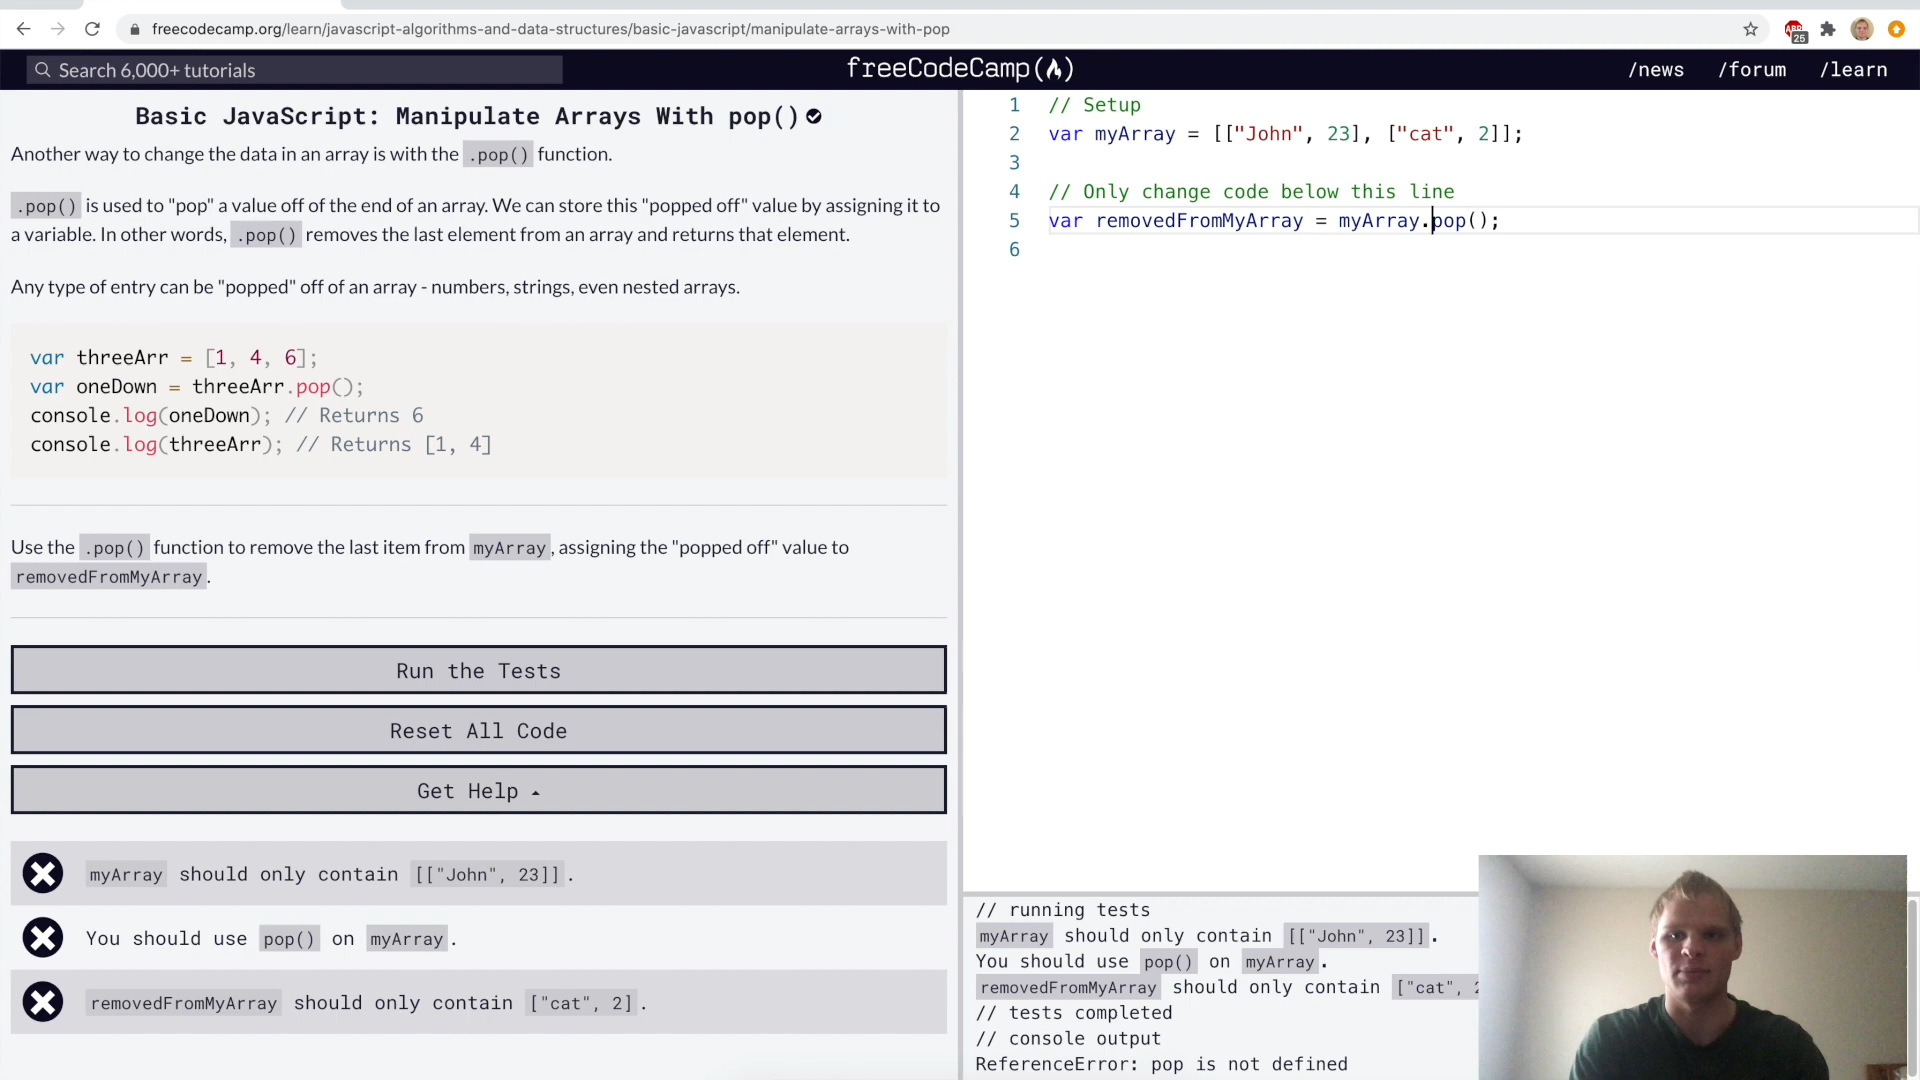 freecodecamp.org/learn/javascript-algorithms-and-data-structures/basic-javascript/manipulate-arrays-with-pop
ABP
25
Search 6,000+ tutorials
freeCodeCamp
/news
/forum
/learn
Basic JavaScript: Manipulate Arrays With pop()
Another way to change the data in an array is with the .pop() function.
.pop() is used to "pop" a value off of the end of an array. We can store this "popped off" value by assigning it to
a variable. In other words, .pop() removes the last element from an array and returns that element.
Any type of entry can be "popped" off of an array - numbers, strings, even nested arrays.
var threeArr = [1, 4, 6];
var oneDown = threeArr.pop();
console.log(oneDown); // Returns 6
console.log(threeArr); // Returns [1, 4]
Use the .pop() function to remove the last item from myArray, assigning the "popped off" value to
removedFromMyArray.
Run the Tests
Reset All Code
Get Help
myArray should only contain [["John", 23]].
You should use pop() on myArray.
removedFromMyArray should only contain ["cat", 2].
1 // Setup
2 var myArray = [["John", 23], ["cat", 2]];
3
4 // Only change code below this line
5 var removedFromMyArray = myArray.pop();
6
// running tests
myArray should only contain [["John", 23]].
You should use pop() on myArray.
removedFromMyArray should only contain ["cat",
// tests completed
// console output
ReferenceError: pop is not defined